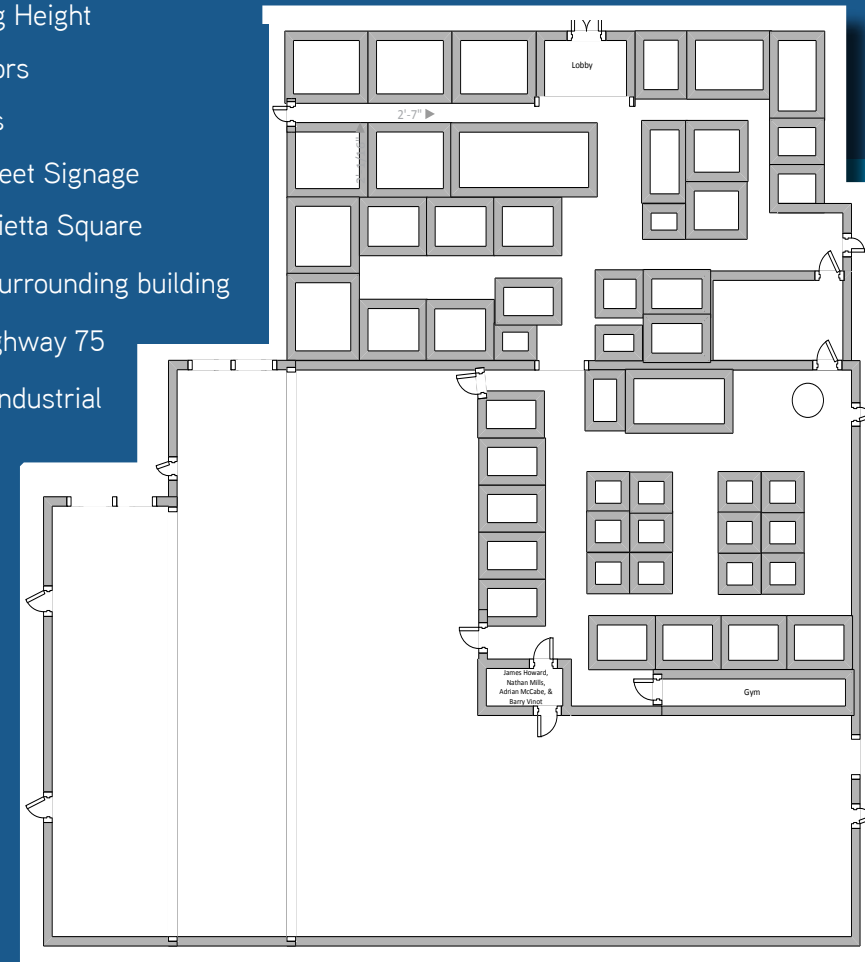 g Height
ors
s
eet Signage
ietta Square
urrounding building
ghway 75
ndustrial
Lobby
2'-7"
James Howard,
Nathan Mills,
Adrian McCabe, &
Barry Vinot
Gym